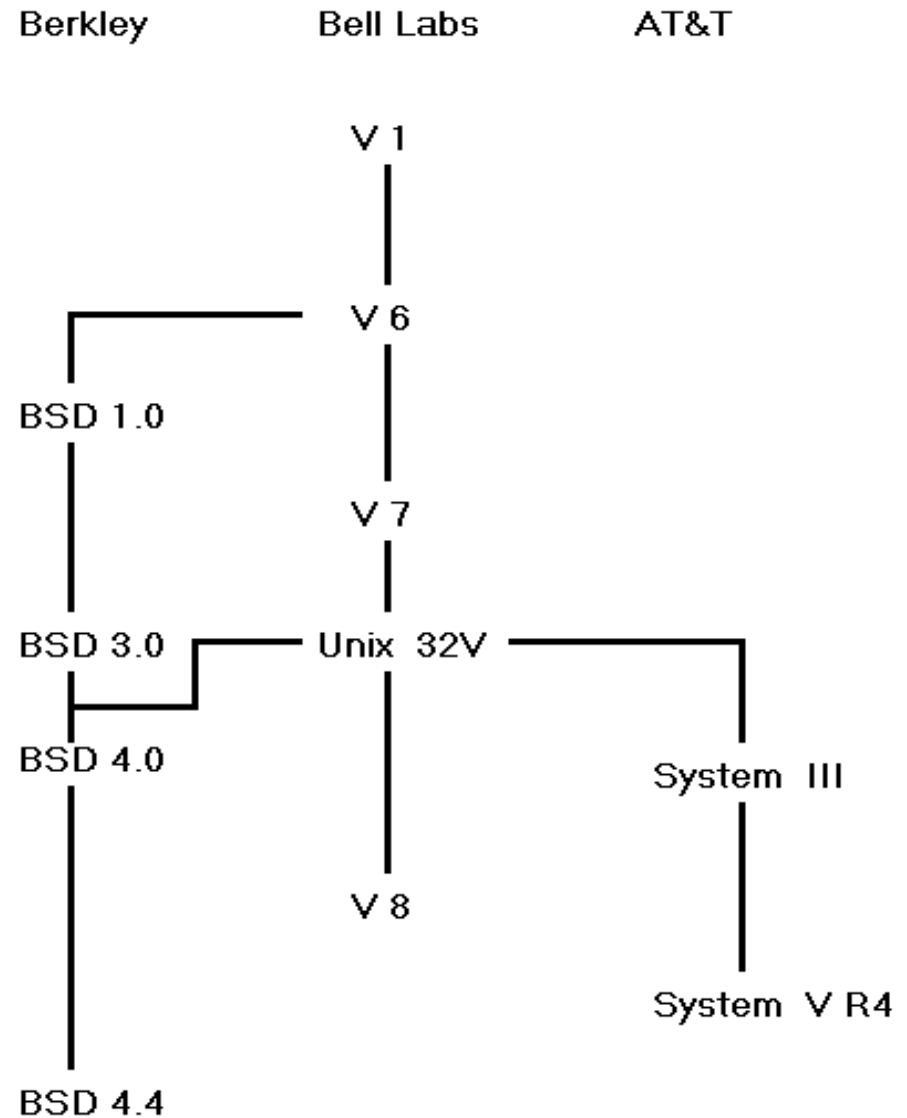 Berkley Bell Labs AT&T
V 1
V 6
BSD 1.0
V 7
BSD 3.0 Unix 32V
BSD 4.0
System III
V 8
System V R4
BSD 4.4